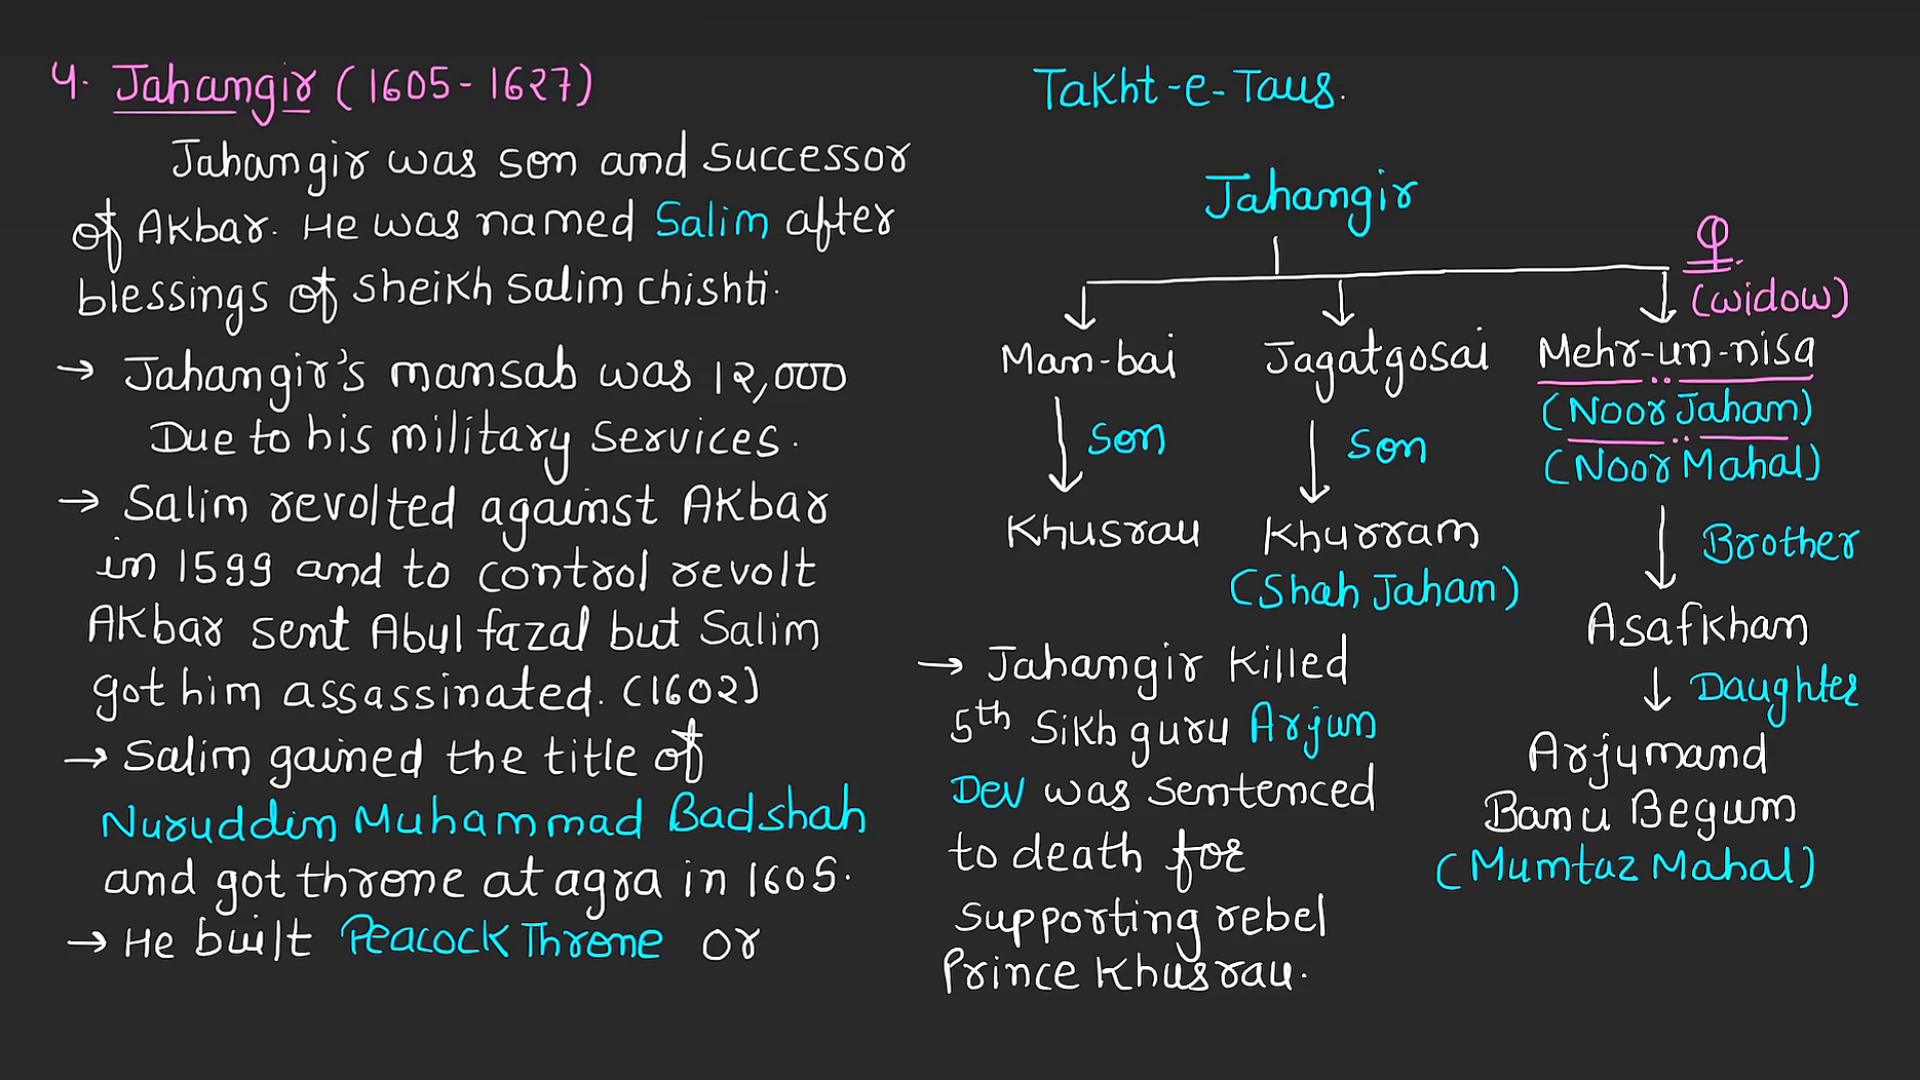 4. Jahangir (1605-1627)
Jahangir was son and successor
of Akbar. He was named Salim after
blessings of Sheikh Salim chishti.
→ Jahangir's mansab was 12,000
Due to his military services.
→ Salim revolted against Akbar
in 1599 and to control revolt
Akbar sent Abul fazal but Salim
got him assassinated. (1602)
→ Salim gained the title of
Nuruddin Muhammad Badshah
and got throne at agra in 1605.
→ He built Peacock Throne or
Takht-e-Taus.
Jahangir
(widow)
Man-bai Jagatgosai Mehr-un-nisa
(Noor Jahan)
(Noor Mahal)
Son Son Brother
Khusrau Khurram Asafkhan
(Shah Jahan)
Daughter
Arjumand
Banu Begum
(Mumtaz Mahal)
→ Jahangir Killed
5th Sikh guru Arjun
Dev was sentenced
to death for
supporting rebel
Prince Khusrau.